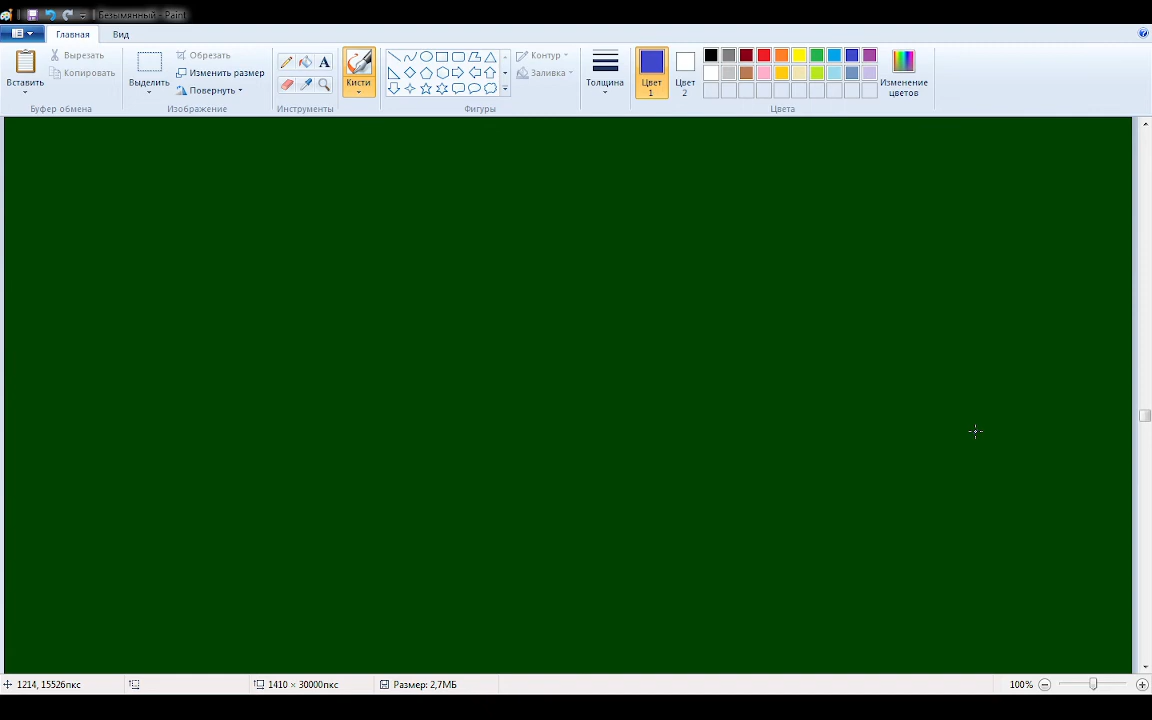 Безымянный - Paint
Главная Вид
Вставить
Вырезать
Копировать
Буфер обмена
Выделить
Обрезать
Изменить размер
Повернуть
Изображение
A
Инструменты
Кисти
Контур
Заливка
Фигуры
Толщина
Цвет 1
Цвет 2
Изменение цветов
Цвета
1214, 15526пкс 1410 × 30000пкс Размер: 2,7МБ 100%